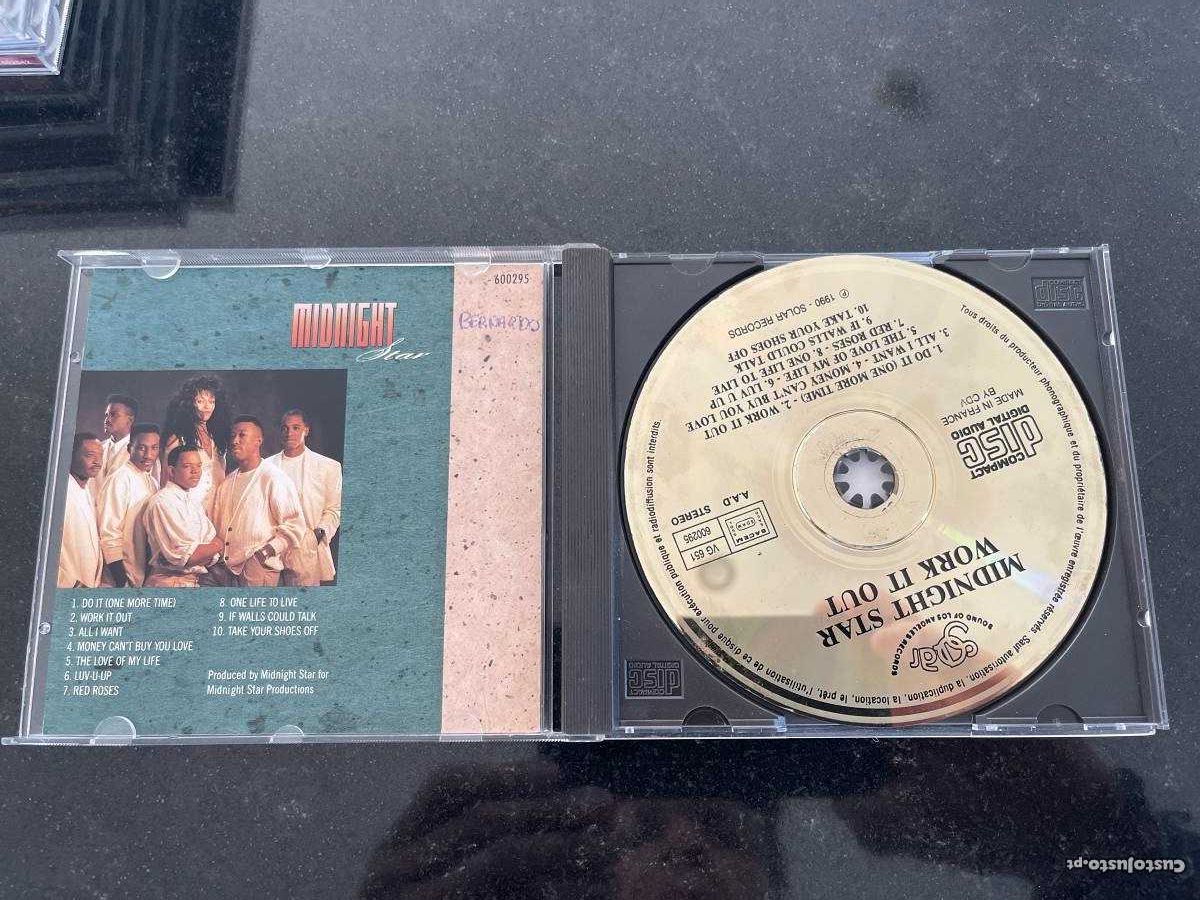 - 600295
BERNARDO
MIDNIGHT
Star
1. DO IT (ONE MORE TIME)
2. WORK IT OUT
3. ALL I WANT
4. MONEY CAN'T BUY YOU LOVE
5. THE LOVE OF MY LIFE
6. LUV-U-UP
7. RED ROSES
8. ONE LIFE TO LIVE
9. IF WALLS COULD TALK
10. TAKE YOUR SHOES OFF
Produced by Midnight Star for
Midnight Star Productions
COMPACT
disc
DIGITAL AUDIO
Solar
SOUND OF LOS ANGELES RECORDS
MIDNIGHT STAR
WORK IT OUT
VG 651
600295
SACEM
A.A.D STEREO
COMPACT
disc
DIGITAL AUDIO
MADE IN FRANCE
BY CDV
1. DO IT (ONE MORE TIME) - 2. WORK IT OUT
3. ALL I WANT - 4. MONEY CAN'T BUY YOU LOVE
5. THE LOVE OF MY LIFE - 6. LUV U UP
7. RED ROSES - 8. ONE LIFE TO LIVE
9. IF WALLS COULD TALK
10. TAKE YOUR SHOES OFF
℗ 1990 - SOLAR RECORDS
Tous droits du producteur phonographique et du propriétaire de l'œuvre enregistrée réservés. Sauf autorisation, la duplication, la location, le prêt, l'utilisation de ce disque pour exécution publique et radiodiffusion sont interdits.
COMPACT
disc
DIGITAL AUDIO
CustoJusto.pt